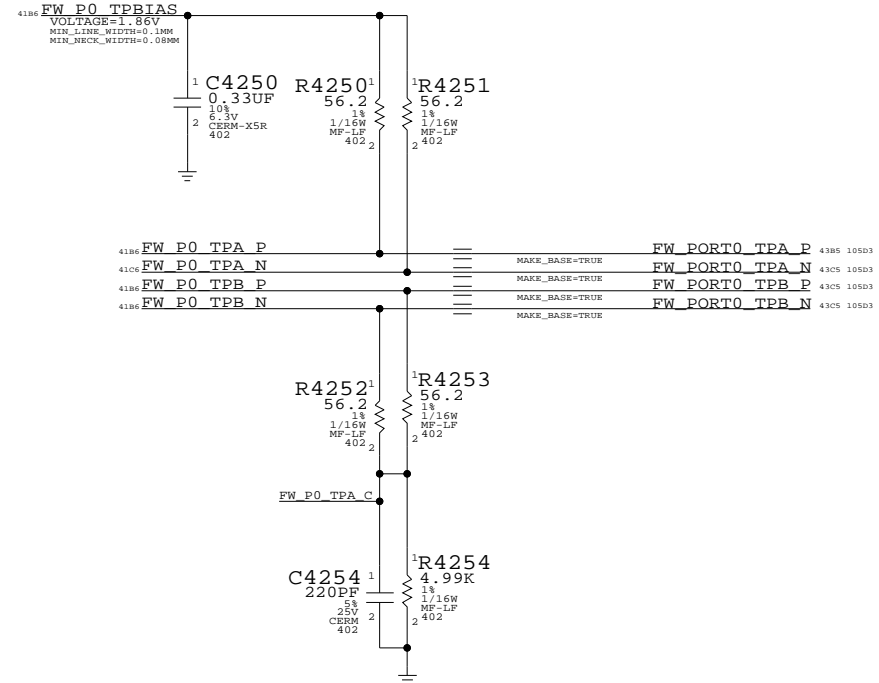 41B6 FW_P0_TPBIAS
VOLTAGE=1.86V
MIN_LINE_WIDTH=0.1MM
MIN_NECK_WIDTH=0.08MM
1 C4250
0.33UF
10%
6.3V
2 CERM-X5R
402
R4250 1
56.2
1%
1/16W
MF-LF
402 2
1 R4251
56.2
1%
1/16W
MF-LF
2 402
41B6 FW_P0_TPA_P FW_PORT0_TPA_P 43B5 105D3
MAKE_BASE=TRUE
41C6 FW_P0_TPA_N FW_PORT0_TPA_N 43C5 105D3
MAKE_BASE=TRUE
41B6 FW_P0_TPB_P FW_PORT0_TPB_P 43C5 105D3
MAKE_BASE=TRUE
41B6 FW_P0_TPB_N FW_PORT0_TPB_N 43C5 105D3
MAKE_BASE=TRUE
R4252 1
56.2
1%
1/16W
MF-LF
402 2
1 R4253
56.2
1%
1/16W
MF-LF
2 402
FW_P0_TPA_C
C4254 1
220PF
5%
25V
CERM 2
402
1 R4254
4.99K
1%
1/16W
MF-LF
2 402